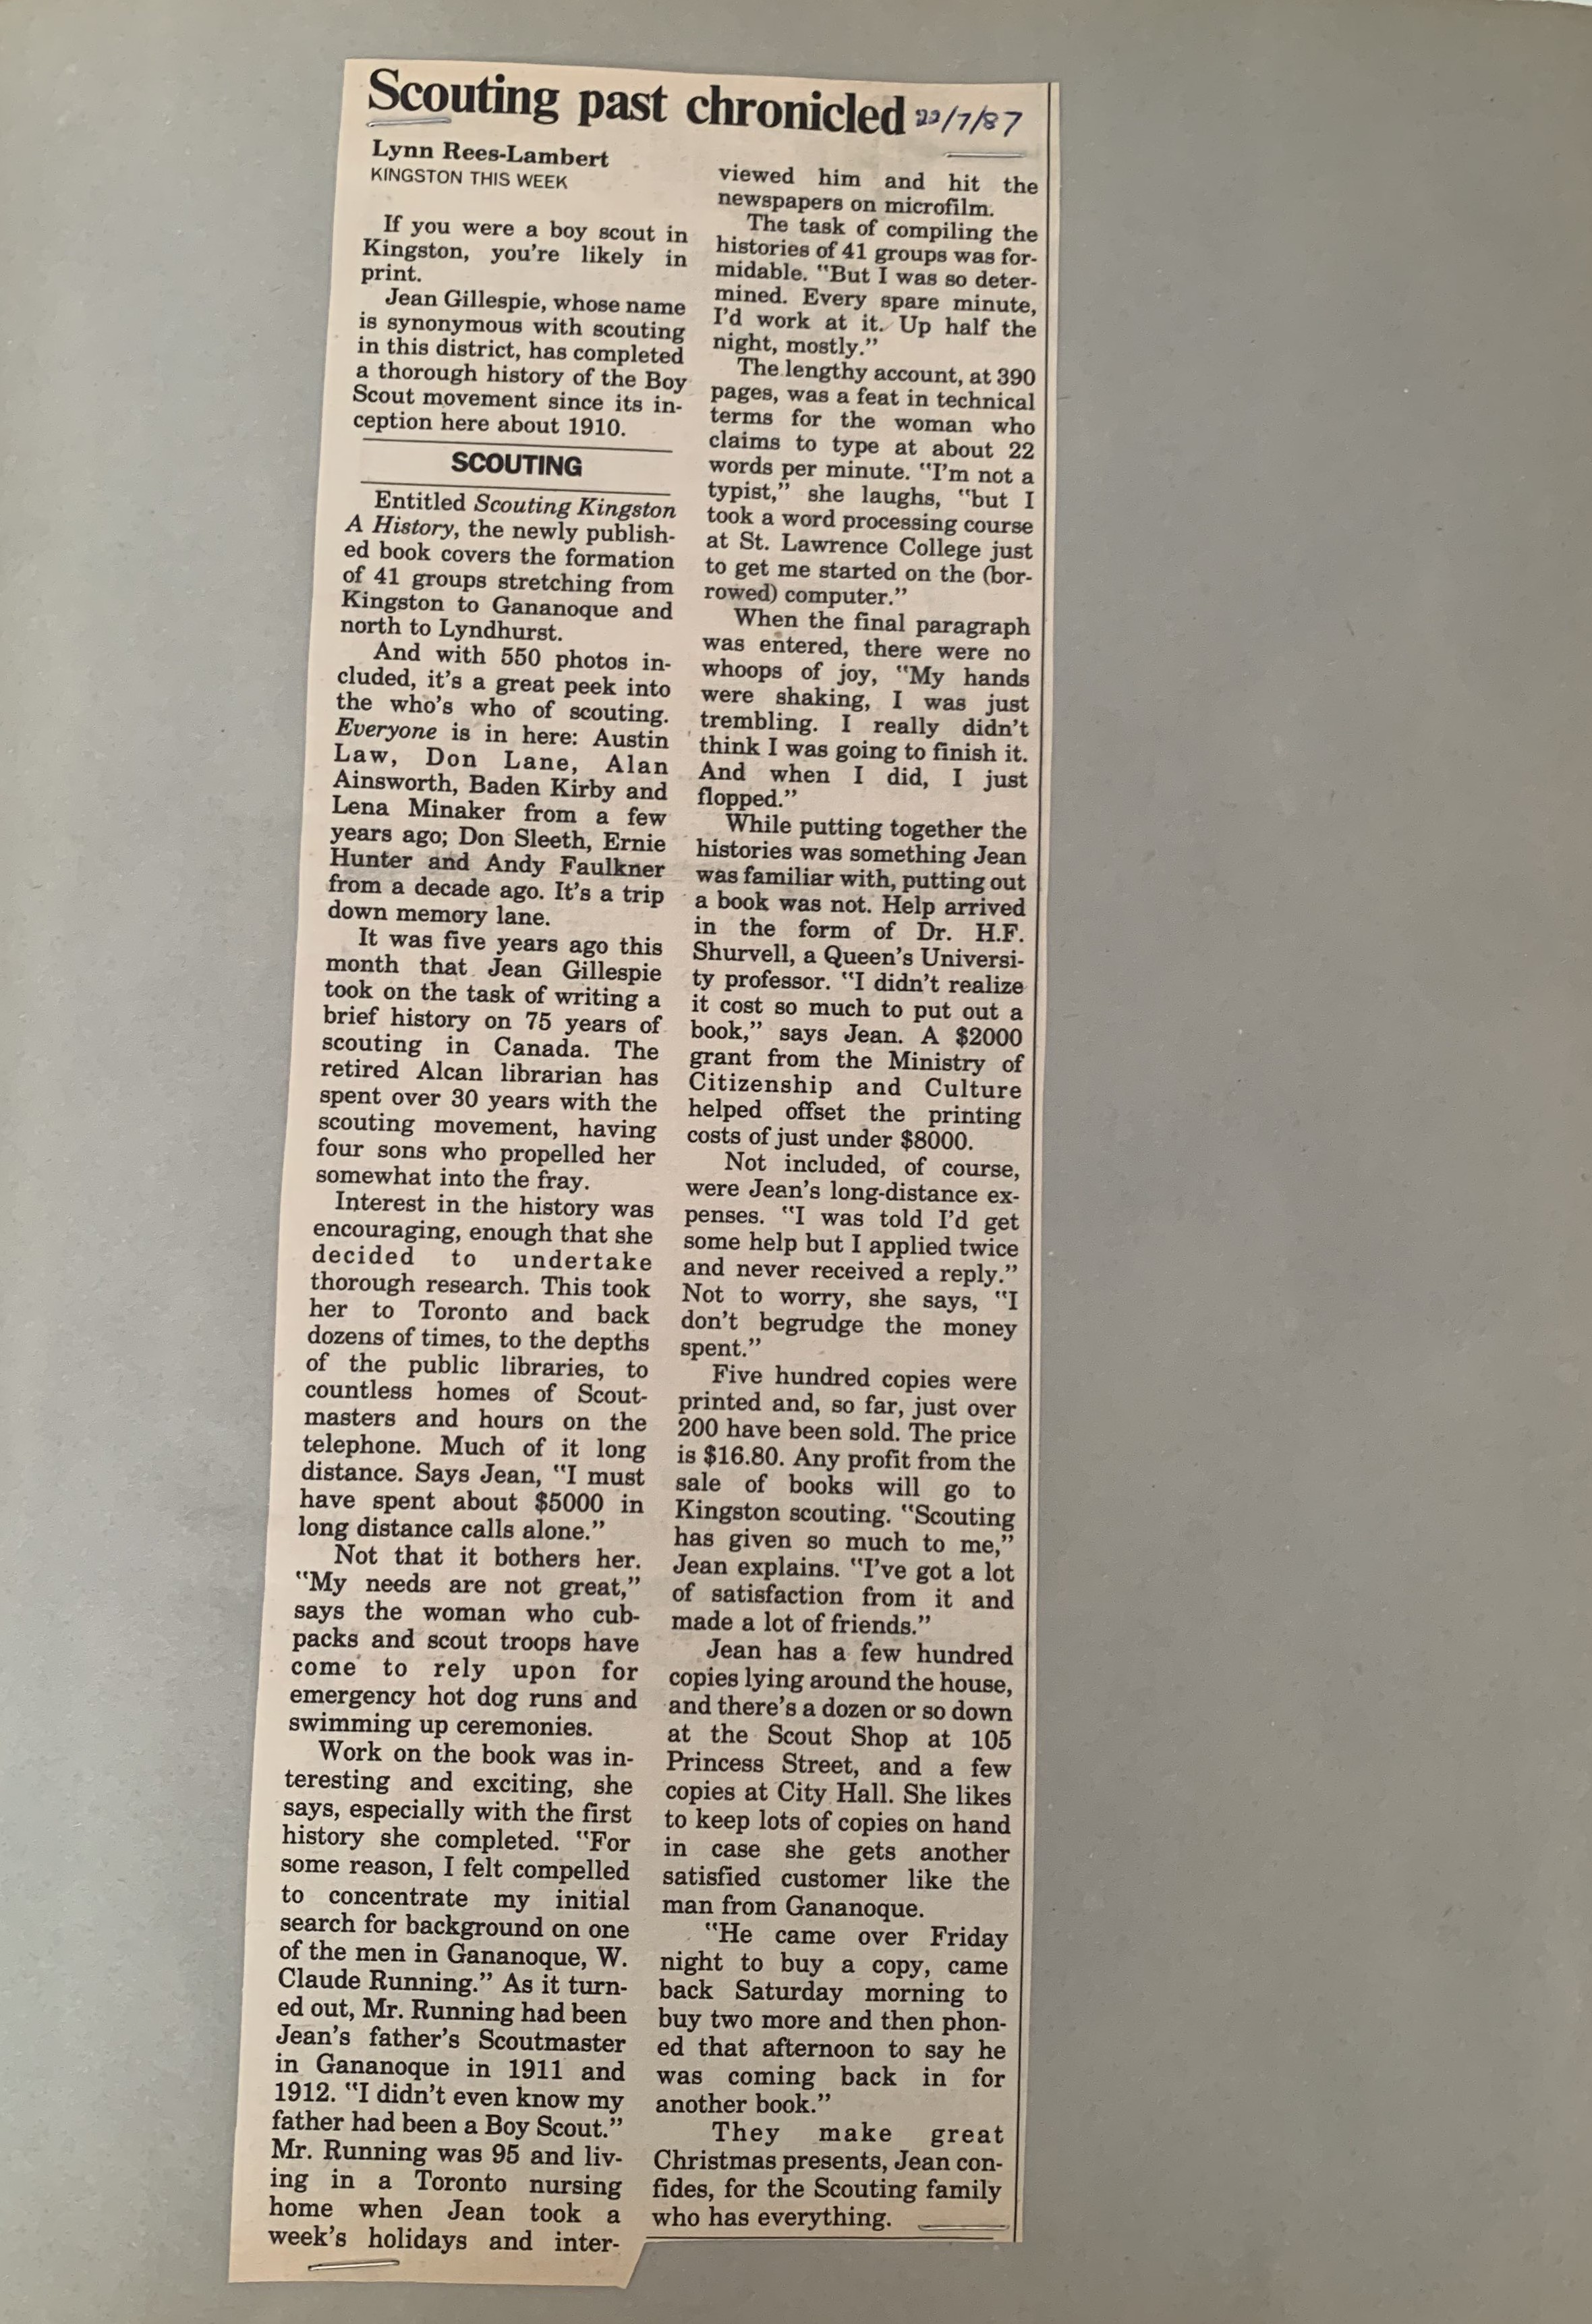 Scouting past chronicled 22/7/87
Lynn Rees-Lambert
KINGSTON THIS WEEK
If you were a boy scout in
Kingston, you're likely in
print.
Jean Gillespie, whose name
is synonymous with scouting
in this district, has completed
a thorough history of the Boy
Scout movement since its in-
ception here about 1910.
SCOUTING
Entitled Scouting Kingston
A History, the newly publish-
ed book covers the formation
of 41 groups stretching from
Kingston to Gananoque and
north to Lyndhurst.
And with 550 photos in-
cluded, it's a great peek into
the who's who of scouting.
Everyone is in here: Austin
Law, Don Lane, Alan
Ainsworth, Baden Kirby and
Lena Minaker from a few
years ago; Don Sleeth, Ernie
Hunter and Andy Faulkner
from a decade ago. It's a trip
down memory lane.
It was five years ago this
month that Jean Gillespie
took on the task of writing a
brief history on 75 years of
scouting in Canada. The
retired Alcan librarian has
spent over 30 years with the
scouting movement, having
four sons who propelled her
somewhat into the fray.
Interest in the history was
encouraging, enough that she
decided to undertake
thorough research. This took
her to Toronto and back
dozens of times, to the depths
of the public libraries, to
countless homes of Scout-
masters and hours on the
telephone. Much of it long
distance. Says Jean, "I must
have spent about $5000 in
long distance calls alone."
Not that it bothers her.
"My needs are not great,"
says the woman who cub-
packs and scout troops have
come to rely upon for
emergency hot dog runs and
swimming up ceremonies.
Work on the book was in-
teresting and exciting, she
says, especially with the first
history she completed. "For
some reason, I felt compelled
to concentrate my initial
search for background on one
of the men in Gananoque, W.
Claude Running." As it turn-
ed out, Mr. Running had been
Jean's father's Scoutmaster
in Gananoque in 1911 and
1912. "I didn't even know my
father had been a Boy Scout."
Mr. Running was 95 and liv-
ing in a Toronto nursing
home when Jean took a
week's holidays and inter-
viewed him and hit the
newspapers on microfilm.
The task of compiling the
histories of 41 groups was for-
midable. "But I was so deter-
mined. Every spare minute,
I'd work at it. Up half the
night, mostly."
The lengthy account, at 390
pages, was a feat in technical
terms for the woman who
claims to type at about 22
words per minute. "I'm not a
typist," she laughs, "but I
took a word processing course
at St. Lawrence College just
to get me started on the (bor-
rowed) computer."
When the final paragraph
was entered, there were no
whoops of joy, "My hands
were shaking, I was just
trembling. I really didn't
think I was going to finish it.
And when I did, I just
flopped."
While putting together the
histories was something Jean
was familiar with, putting out
a book was not. Help arrived
in the form of Dr. H.F.
Shurvell, a Queen's Universi-
ty professor. "I didn't realize
it cost so much to put out a
book," says Jean. A $2000
grant from the Ministry of
Citizenship and Culture
helped offset the printing
costs of just under $8000.
Not included, of course,
were Jean's long-distance ex-
penses. "I was told I'd get
some help but I applied twice
and never received a reply."
Not to worry, she says, "I
don't begrudge the money
spent."
Five hundred copies were
printed and, so far, just over
200 have been sold. The price
is $16.80. Any profit from the
sale of books will go to
Kingston scouting. "Scouting
has given so much to me,"
Jean explains. "I've got a lot
of satisfaction from it and
made a lot of friends."
Jean has a few hundred
copies lying around the house,
and there's a dozen or so down
at the Scout Shop at 105
Princess Street, and a few
copies at City Hall. She likes
to keep lots of copies on hand
in case she gets another
satisfied customer like the
man from Gananoque.
"He came over Friday
night to buy a copy, came
back Saturday morning to
buy two more and then phon-
ed that afternoon to say he
was coming back in for
another book."
They make great
Christmas presents, Jean con-
fides, for the Scouting family
who has everything.